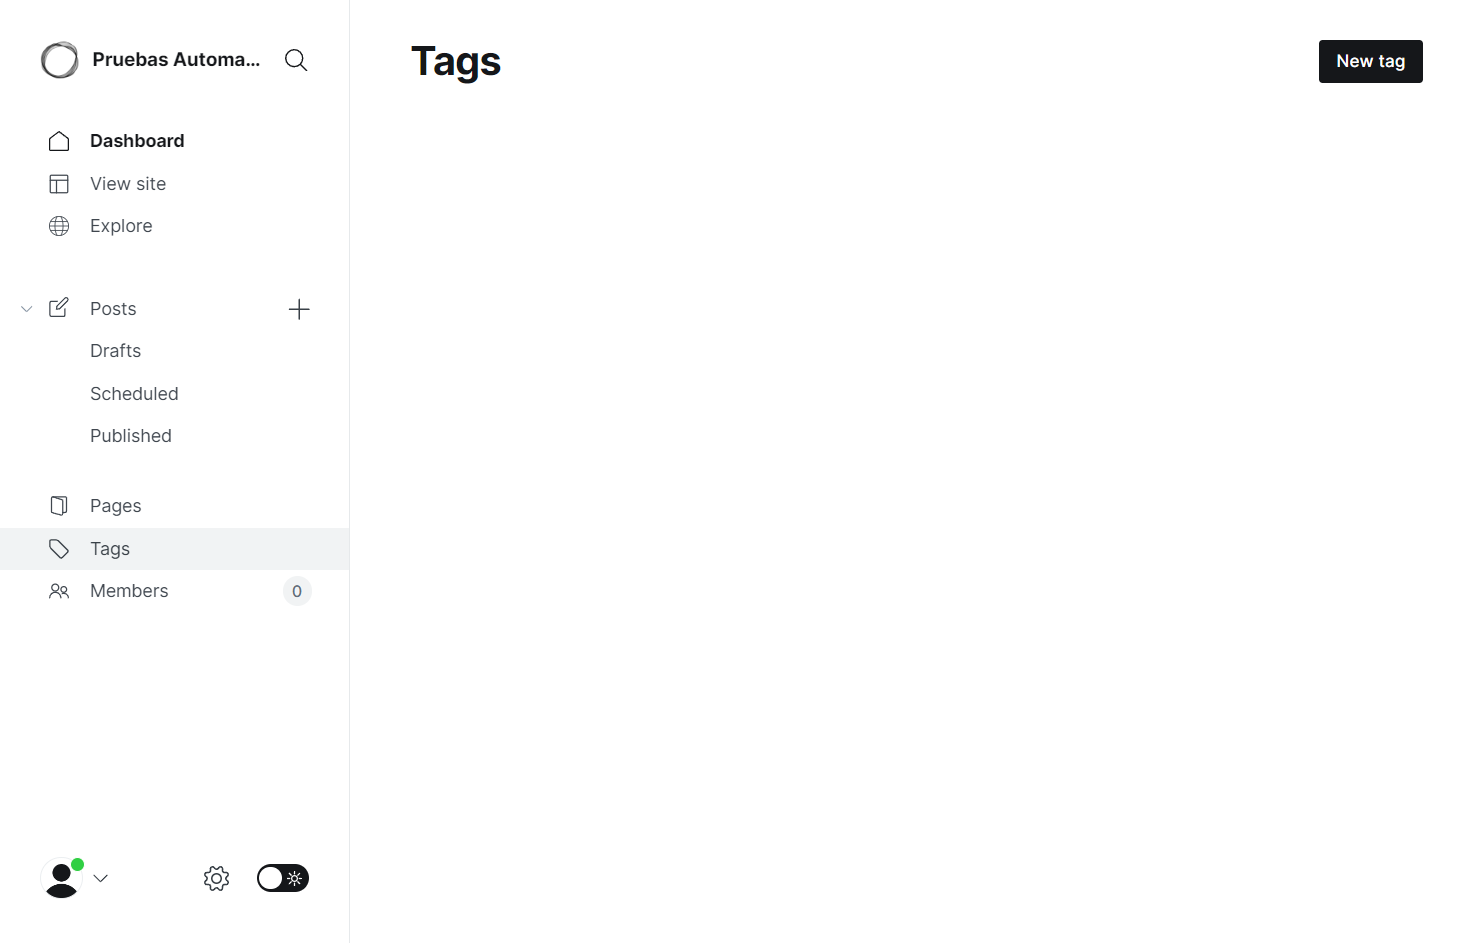 Pruebas Automa...
Dashboard
View site
Explore
Posts
Drafts
Scheduled
Published
Pages
Tags
Members
0
Tags
New tag